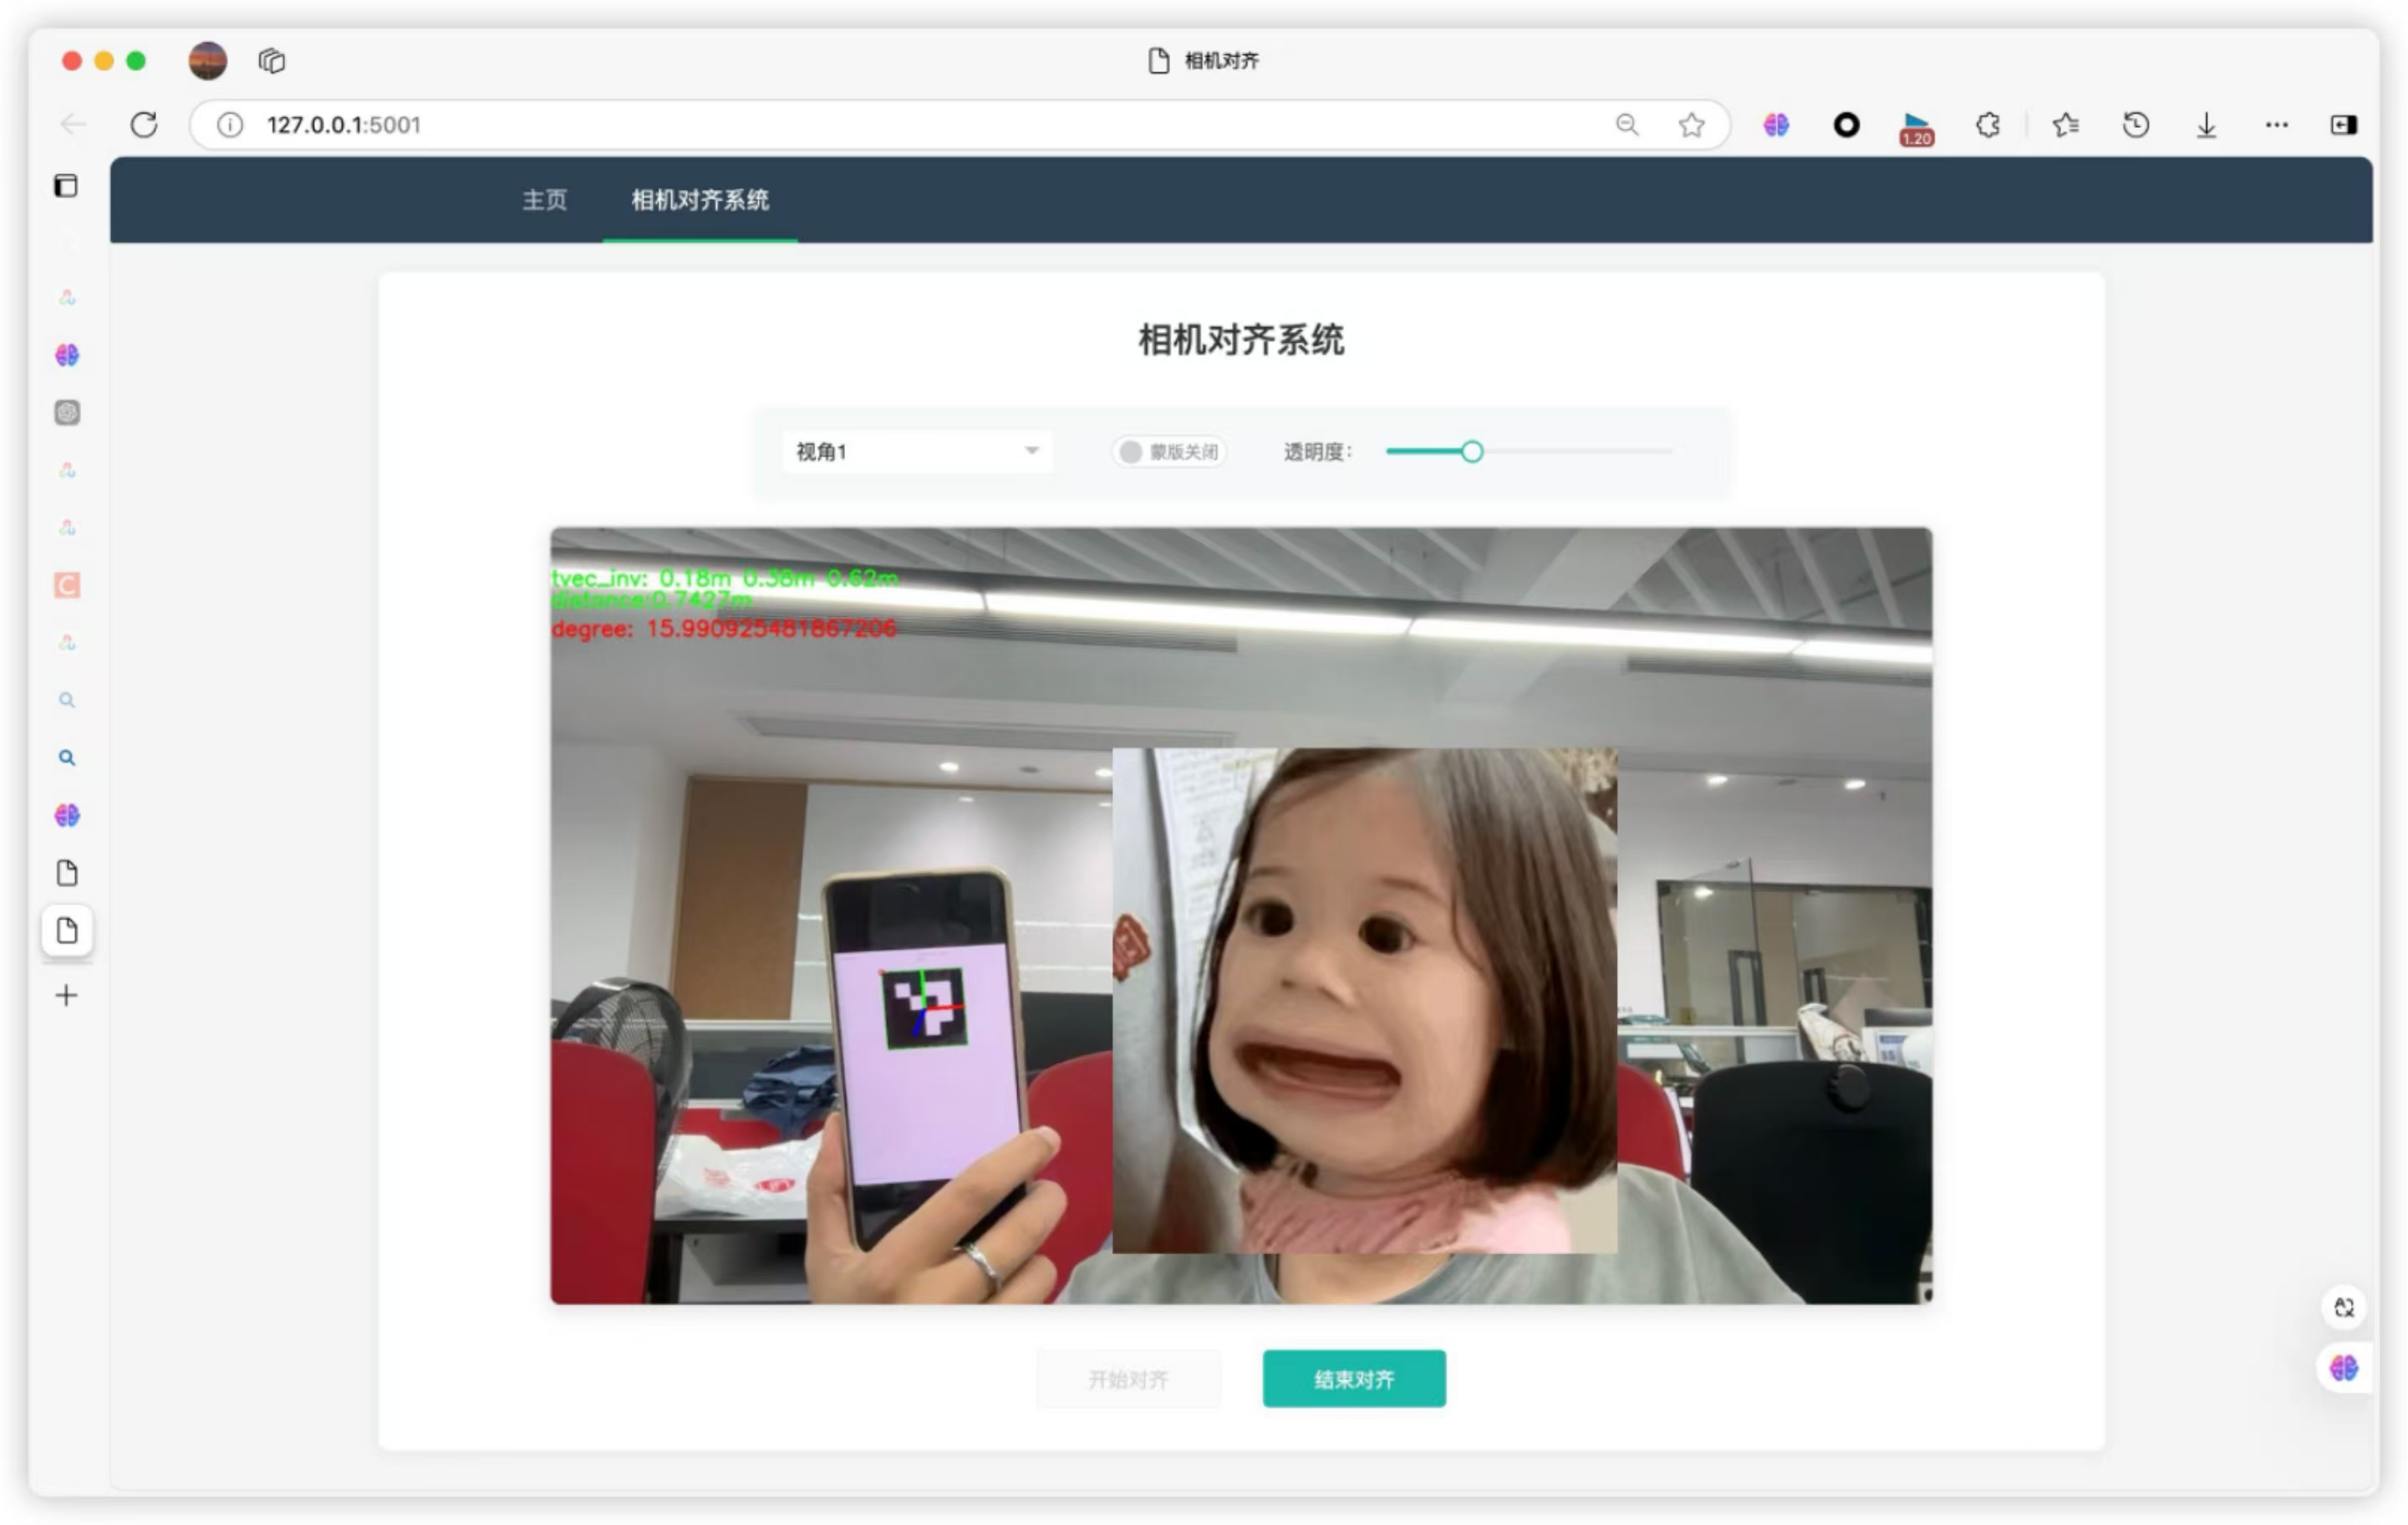 相机对齐
127.0.0.1:5001
1.20
主页
相机对齐系统
相机对齐系统
视角1
蒙版关闭
透明度:
tvec_inv: 0.18m 0.38m 0.62m
distance:0.7427m
degree: 15.990925481867206
开始对齐
结束对齐